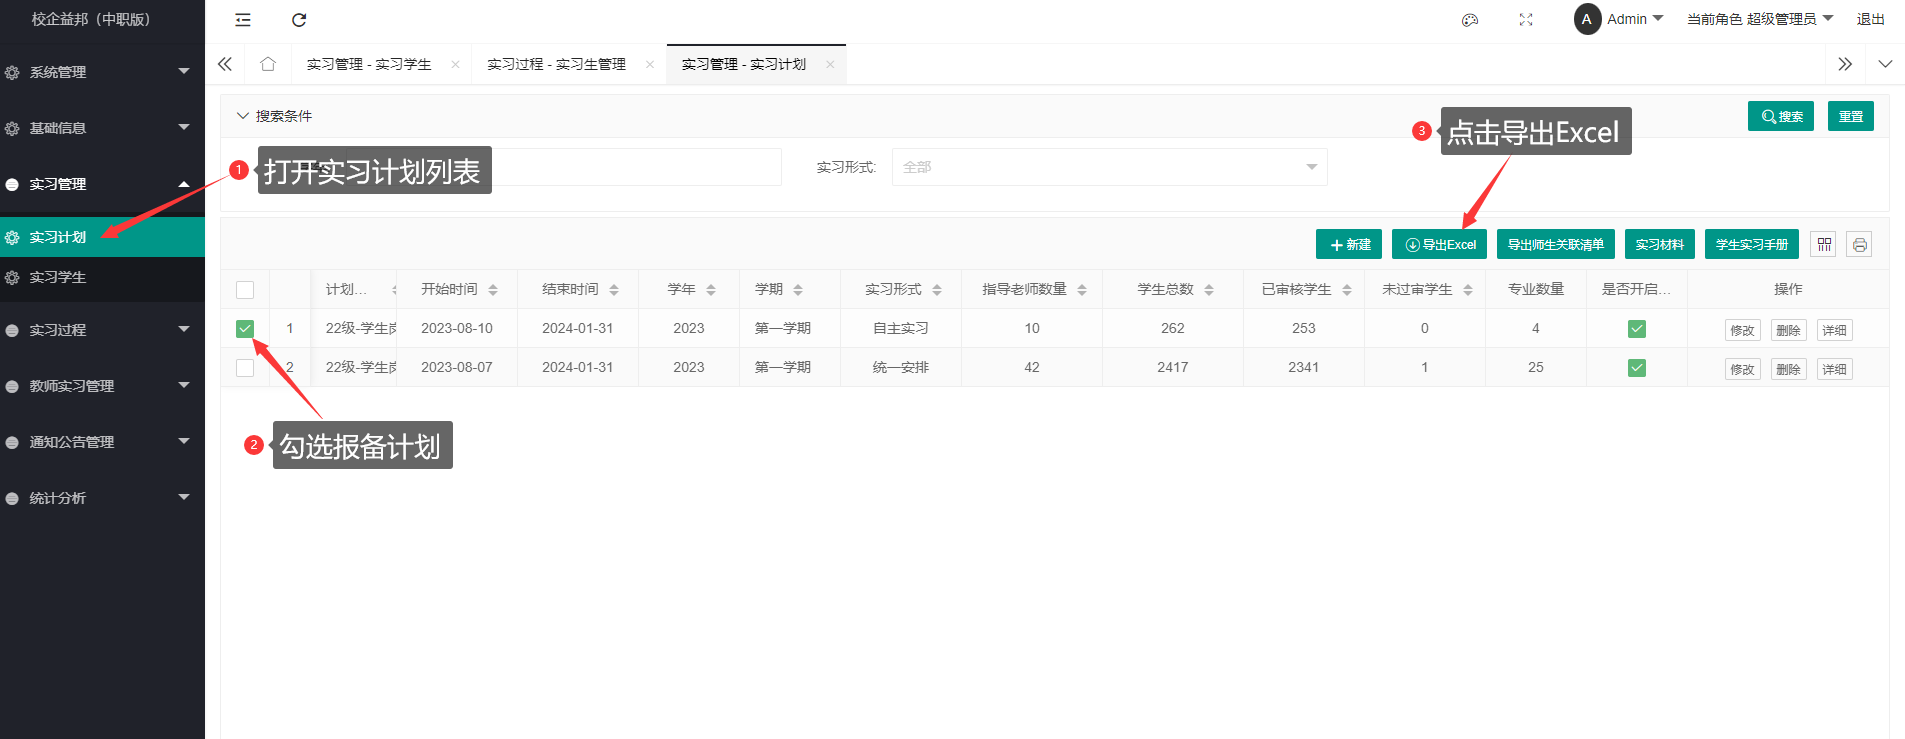 校企益邦（中职版）
A Admin 当前角色 超级管理员 退出
实习管理 - 实习学生 实习过程 - 实习生管理 实习管理 - 实习计划
系统管理
基础信息
实习管理
实习计划
实习学生
实习过程
教师实习管理
通知公告管理
统计分析
搜索条件 搜索 重置
1 打开实习计划列表
实习形式: 全部
3 点击导出Excel
新建 导出Excel 导出师生关联清单 实习材料 学生实习手册
计划... 开始时间 结束时间 学年 学期 实习形式 指导老师数量 学生总数 已审核学生 未过审学生 专业数量 是否开启... 操作
1 22级-学生岗 2023-08-10 2024-01-31 2023 第一学期 自主实习 10 262 253 0 4 修改 删除 详细
2 22级-学生岗 2023-08-07 2024-01-31 2023 第一学期 统一安排 42 2417 2341 1 25 修改 删除 详细
2 勾选报备计划